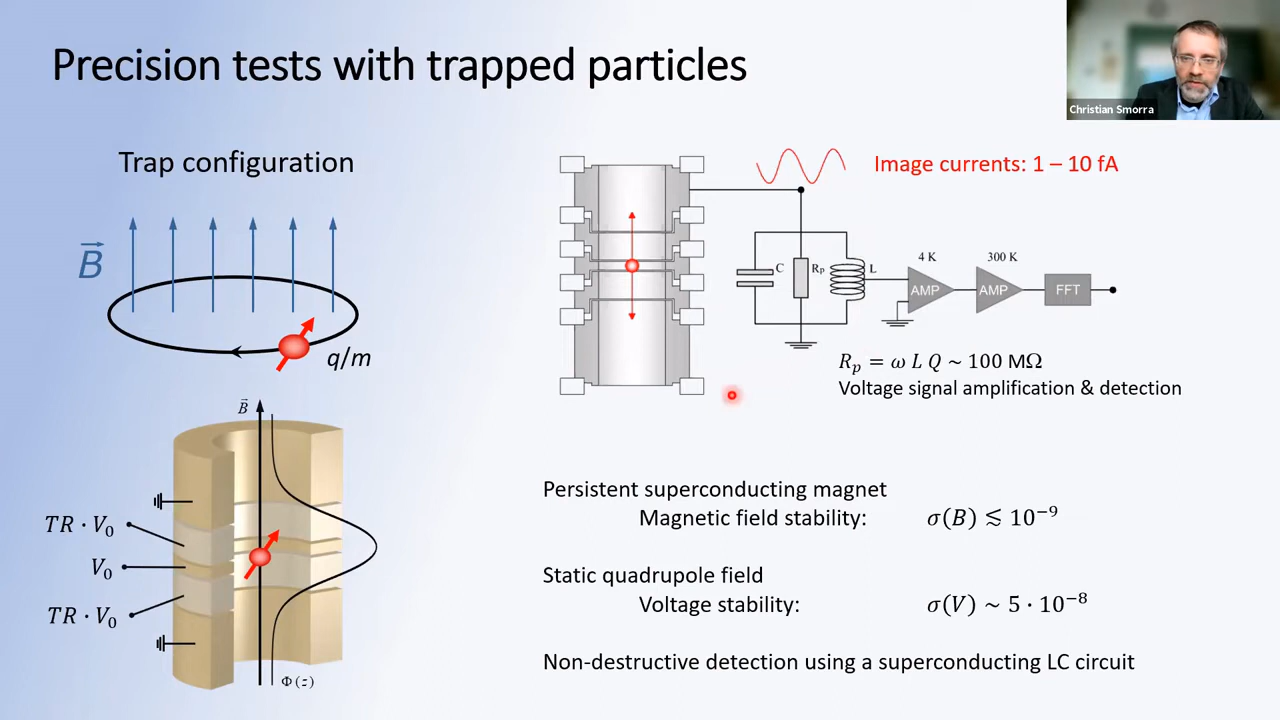 Precision tests with trapped particles
Christian Smorra
Trap configuration
B
q/m
Image currents: 1 – 10 fA
C
Rₚ
L
4 K
AMP
300 K
AMP
FFT
Rₚ = ω L Q ~ 100 MΩ
Voltage signal amplification & detection
B
TR · V₀
V₀
TR · V₀
Φ(z)
Persistent superconducting magnet
Magnetic field stability: σ(B) ≲ 10⁻⁹
Static quadrupole field
Voltage stability: σ(V) ~ 5 · 10⁻⁸
Non-destructive detection using a superconducting LC circuit